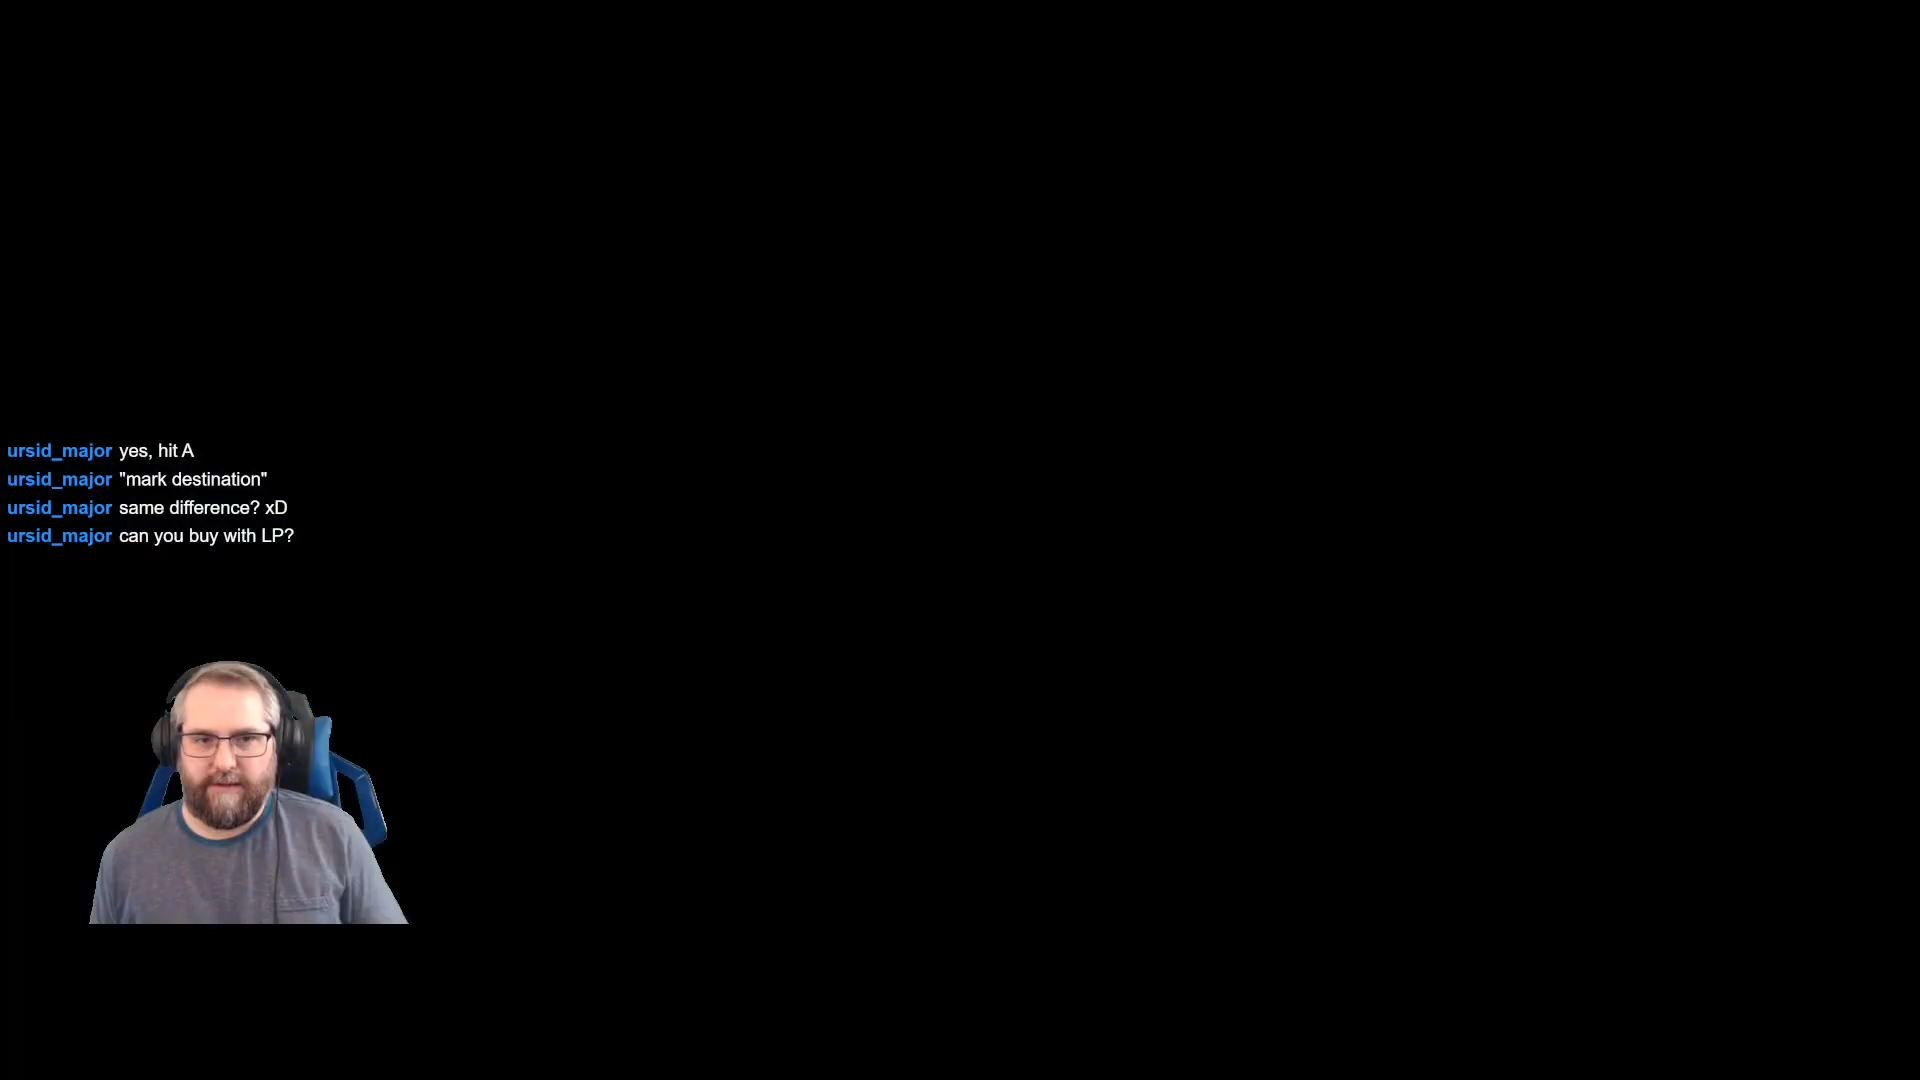 ursid_major yes, hit A
ursid_major "mark destination"
ursid_major same difference? xD
ursid_major can you buy with LP?